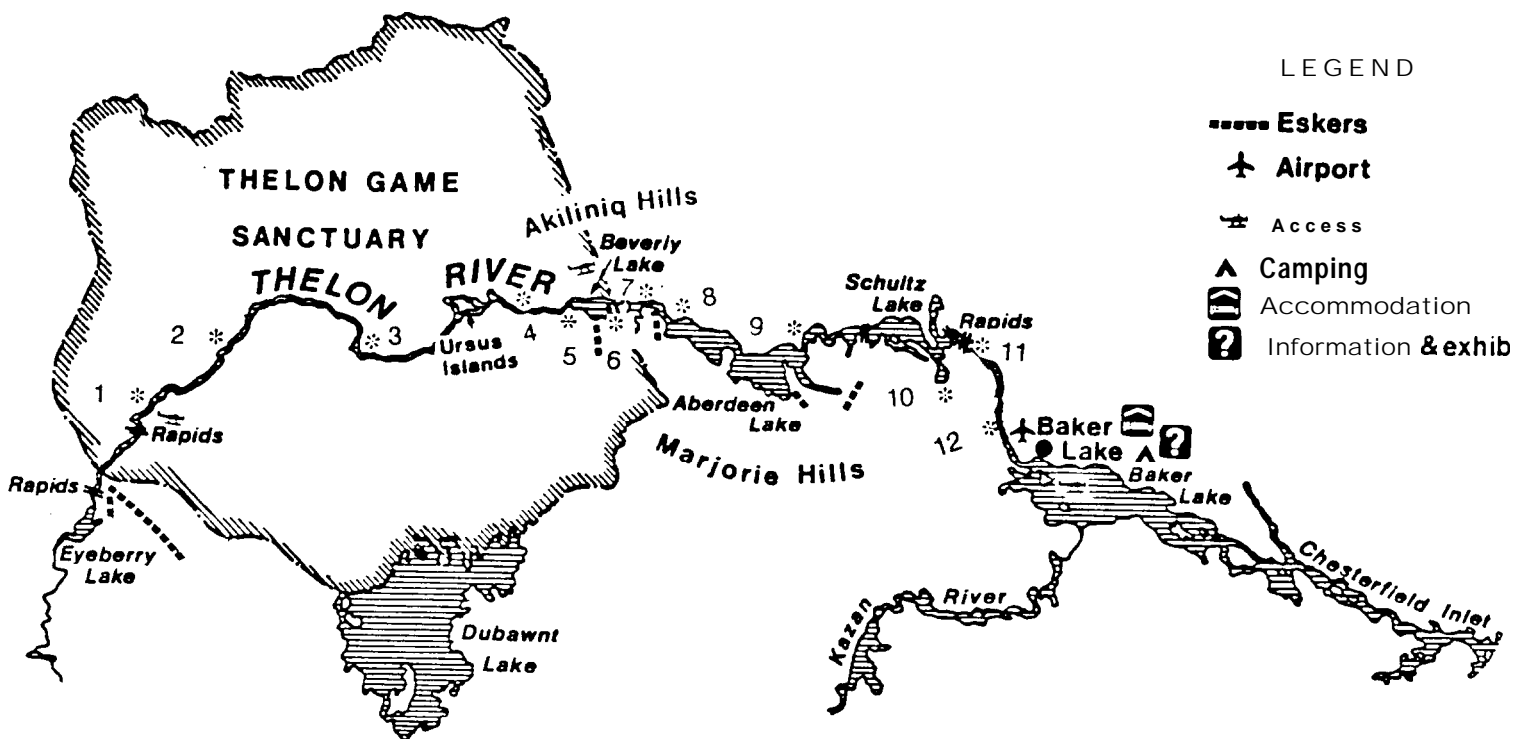 LEGEND
Eskers
Airport
Access
Camping
Accommodation
? Information & exhib
THELON GAME
SANCTUARY
THELON
RIVER
Akiliniq Hills
Beverly
Lake
1
2
3
4
5
6
7
8
9
10
11
12
Ursus
Islands
Schultz
Lake
Rapids
Aberdeen
Lake
Marjorie Hills
Rapids
Rapids
Eyeberry
Lake
Dubawnt
Lake
Baker
Lake
?
Baker
Lake
Kazan
River
Chesterfield Inlet